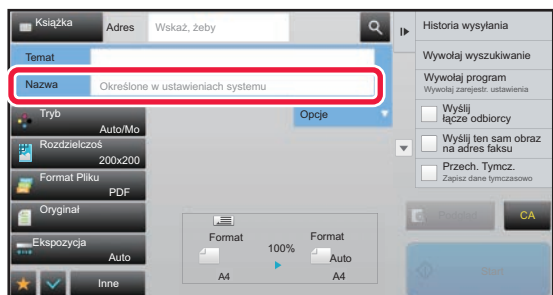 Książka
Adres
Wskaż, żeby
Temat
Nazwa
Określone w ustawieniach systemu
Tryb
Auto/Mo
Rozdzielczoś
200x200
Format Pliku
PDF
Oryginał
Ekspozycja
Auto
Inne
Opcje
Format
A4
100%
Format
Auto
A4
Historia wysyłania
Wywołaj wyszukiwanie
Wywołaj program
Wywołaj zarejestr. ustawienia
Wyślij
łącze odbiorcy
Wyślij ten sam obraz
na adres faksu
Przech. Tymcz.
Zapisz dane tymczasowo
CA
Start